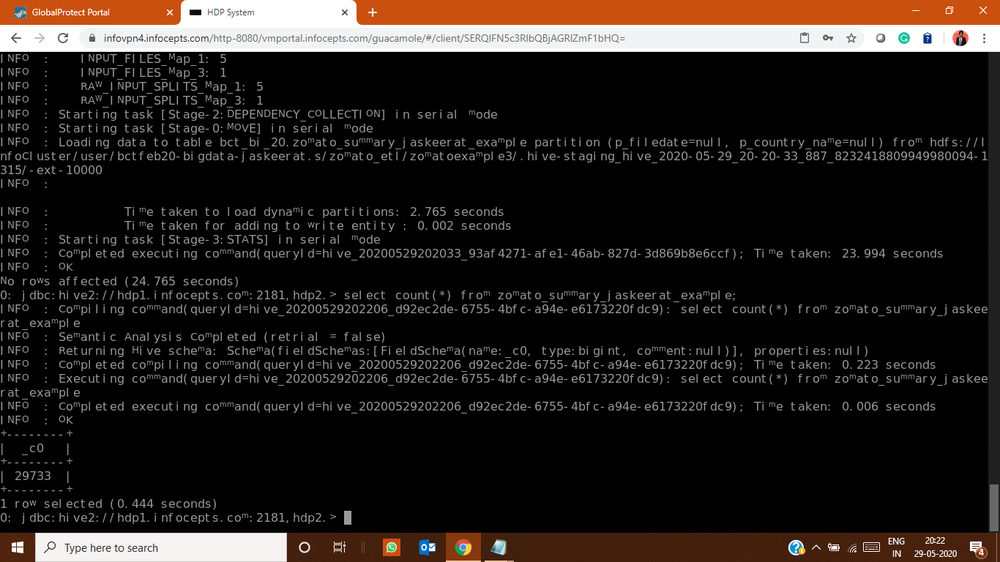 GlobalProtect Portal
HDP System
infovpn4.infocepts.com/http-8080/vmportal.infocepts.com/guacamole/#/client/SERQIFN5c3RlbQBjAGRlZmF1bHQ=
INFO  :     INPUT_FILES_Map_1: 5
INFO  :     INPUT_FILES_Map_3: 1
INFO  :     RAW_INPUT_SPLITS_Map_1: 5
INFO  :     RAW_INPUT_SPLITS_Map_3: 1
INFO  : Starting task [Stage-2:DEPENDENCY_COLLECTION] in serial mode
INFO  : Starting task [Stage-0:MOVE] in serial mode
INFO  : Loading data to table bct_bi_20.zomato_summary_jaskeerat_example partition (p_filedate=null, p_country_name=null) from hdfs://I
nfoCluster/user/bctfeb20-bigdata-jaskeerat.s/zomato_etl/zomatoexample3/.hive-staging_hive_2020-05-29_20-20-33_887_8232418809949980094-1
315/-ext-10000
INFO  :
INFO  :           Time taken to load dynamic partitions: 2.765 seconds
INFO  :           Time taken for adding to write entity : 0.002 seconds
INFO  : Starting task [Stage-3:STATS] in serial mode
INFO  : Completed executing command(queryId=hive_20200529202033_93af4271-afe1-46ab-827d-3d869b8e6ccf); Time taken: 23.994 seconds
INFO  : OK
No rows affected (24.765 seconds)
0: jdbc:hive2://hdp1.infocepts.com:2181,hdp2.> select count(*) from zomato_summary_jaskeerat_example;
INFO  : Compiling command(queryId=hive_20200529202206_d92ec2de-6755-4bfc-a94e-e6173220fdc9): select count(*) from zomato_summary_jaskee
rat_example
INFO  : Semantic Analysis Completed (retrial = false)
INFO  : Returning Hive schema: Schema(fieldSchemas:[FieldSchema(name:_c0, type:bigint, comment:null)], properties:null)
INFO  : Completed compiling command(queryId=hive_20200529202206_d92ec2de-6755-4bfc-a94e-e6173220fdc9); Time taken: 0.223 seconds
INFO  : Executing command(queryId=hive_20200529202206_d92ec2de-6755-4bfc-a94e-e6173220fdc9): select count(*) from zomato_summary_jaskee
rat_example
INFO  : Completed executing command(queryId=hive_20200529202206_d92ec2de-6755-4bfc-a94e-e6173220fdc9); Time taken: 0.006 seconds
INFO  : OK
+--------+
|  _c0   |
+--------+
| 29733  |
+--------+
1 row selected (0.444 seconds)
0: jdbc:hive2://hdp1.infocepts.com:2181,hdp2.>
Type here to search
ENG
IN
20:22
29-05-2020
4